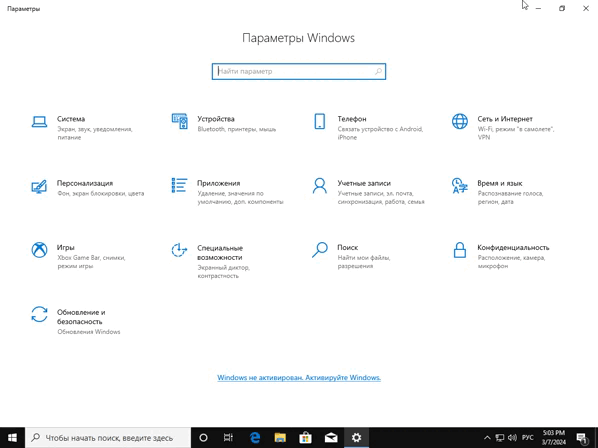 Параметры
Параметры Windows
Найти параметр
Система
Экран, звук, уведомления,
питание
Устройства
Bluetooth, принтеры, мышь
Телефон
Связать устройство с Android,
iPhone
Сеть и Интернет
Wi-Fi, режим "в самолете",
VPN
Персонализация
Фон, экран блокировки, цвета
Приложения
Удаление, значения по
умолчанию, доп. компоненты
Учетные записи
Учетные записи, эл. почта,
синхронизация, работа, семья
Время и язык
Распознавание голоса,
регион, дата
Игры
Xbox Game Bar, снимки,
режим игры
Специальные
возможности
Экранный диктор,
контрастность
Поиск
Найти мои файлы,
разрешения
Конфиденциальность
Расположение, камера,
микрофон
Обновление и
безопасность
Обновления Windows
Windows не активирован. Активируйте Windows.
Чтобы начать поиск, введите здесь
РУС
5:03 PM
3/7/2024